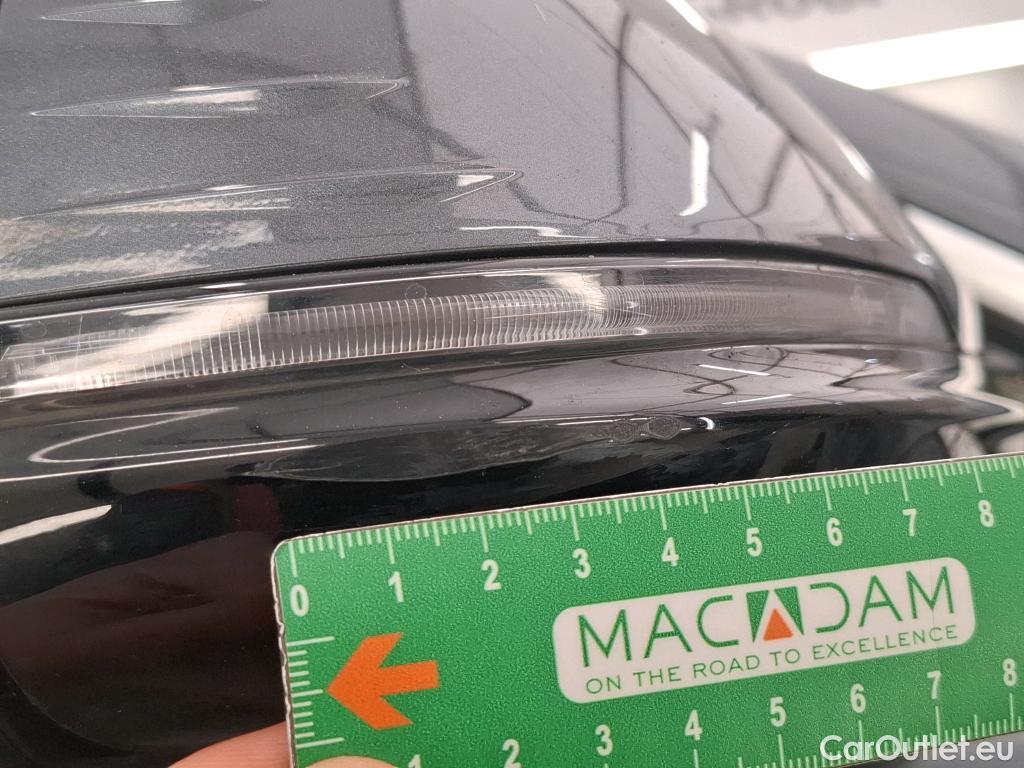 0 1 2 3 4 5 6 7 8
MACADAM
ON THE ROAD TO EXCELLENCE
1 2 3 4 5 6 7 8
CarOutlet.eu